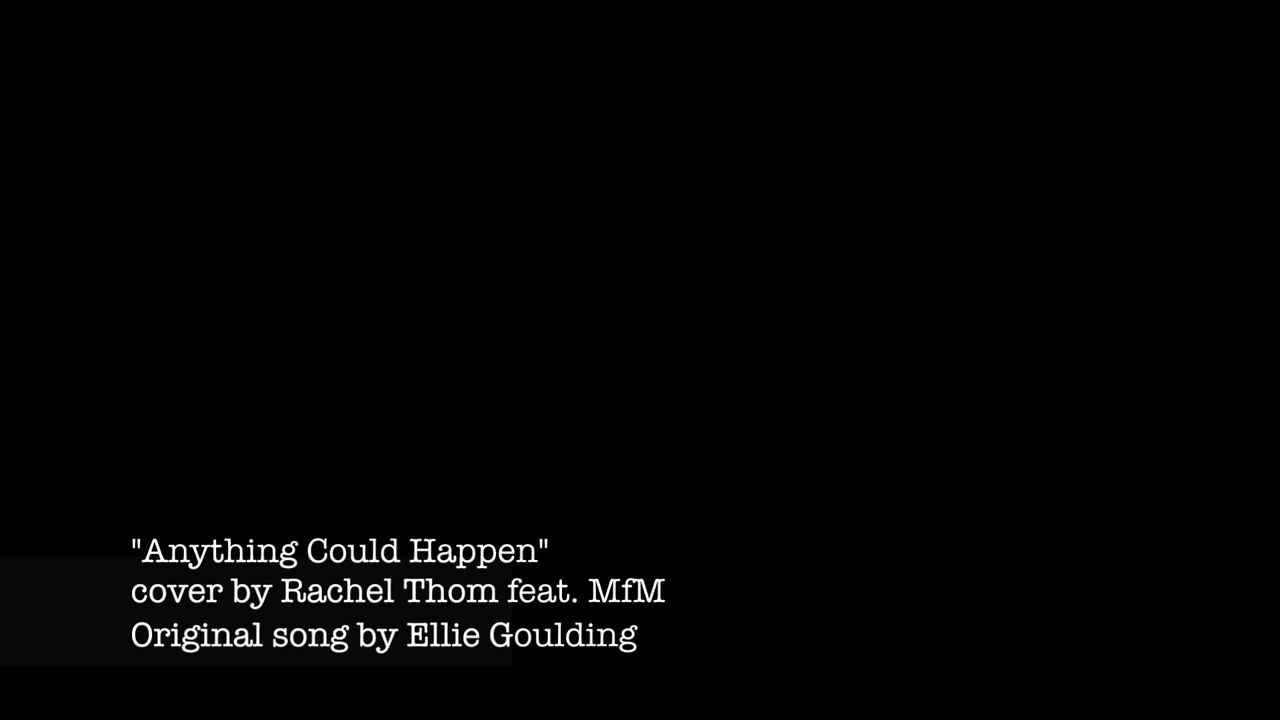 "Anything Could Happen"
cover by Rachel Thom feat. MfM
Original song by Ellie Goulding